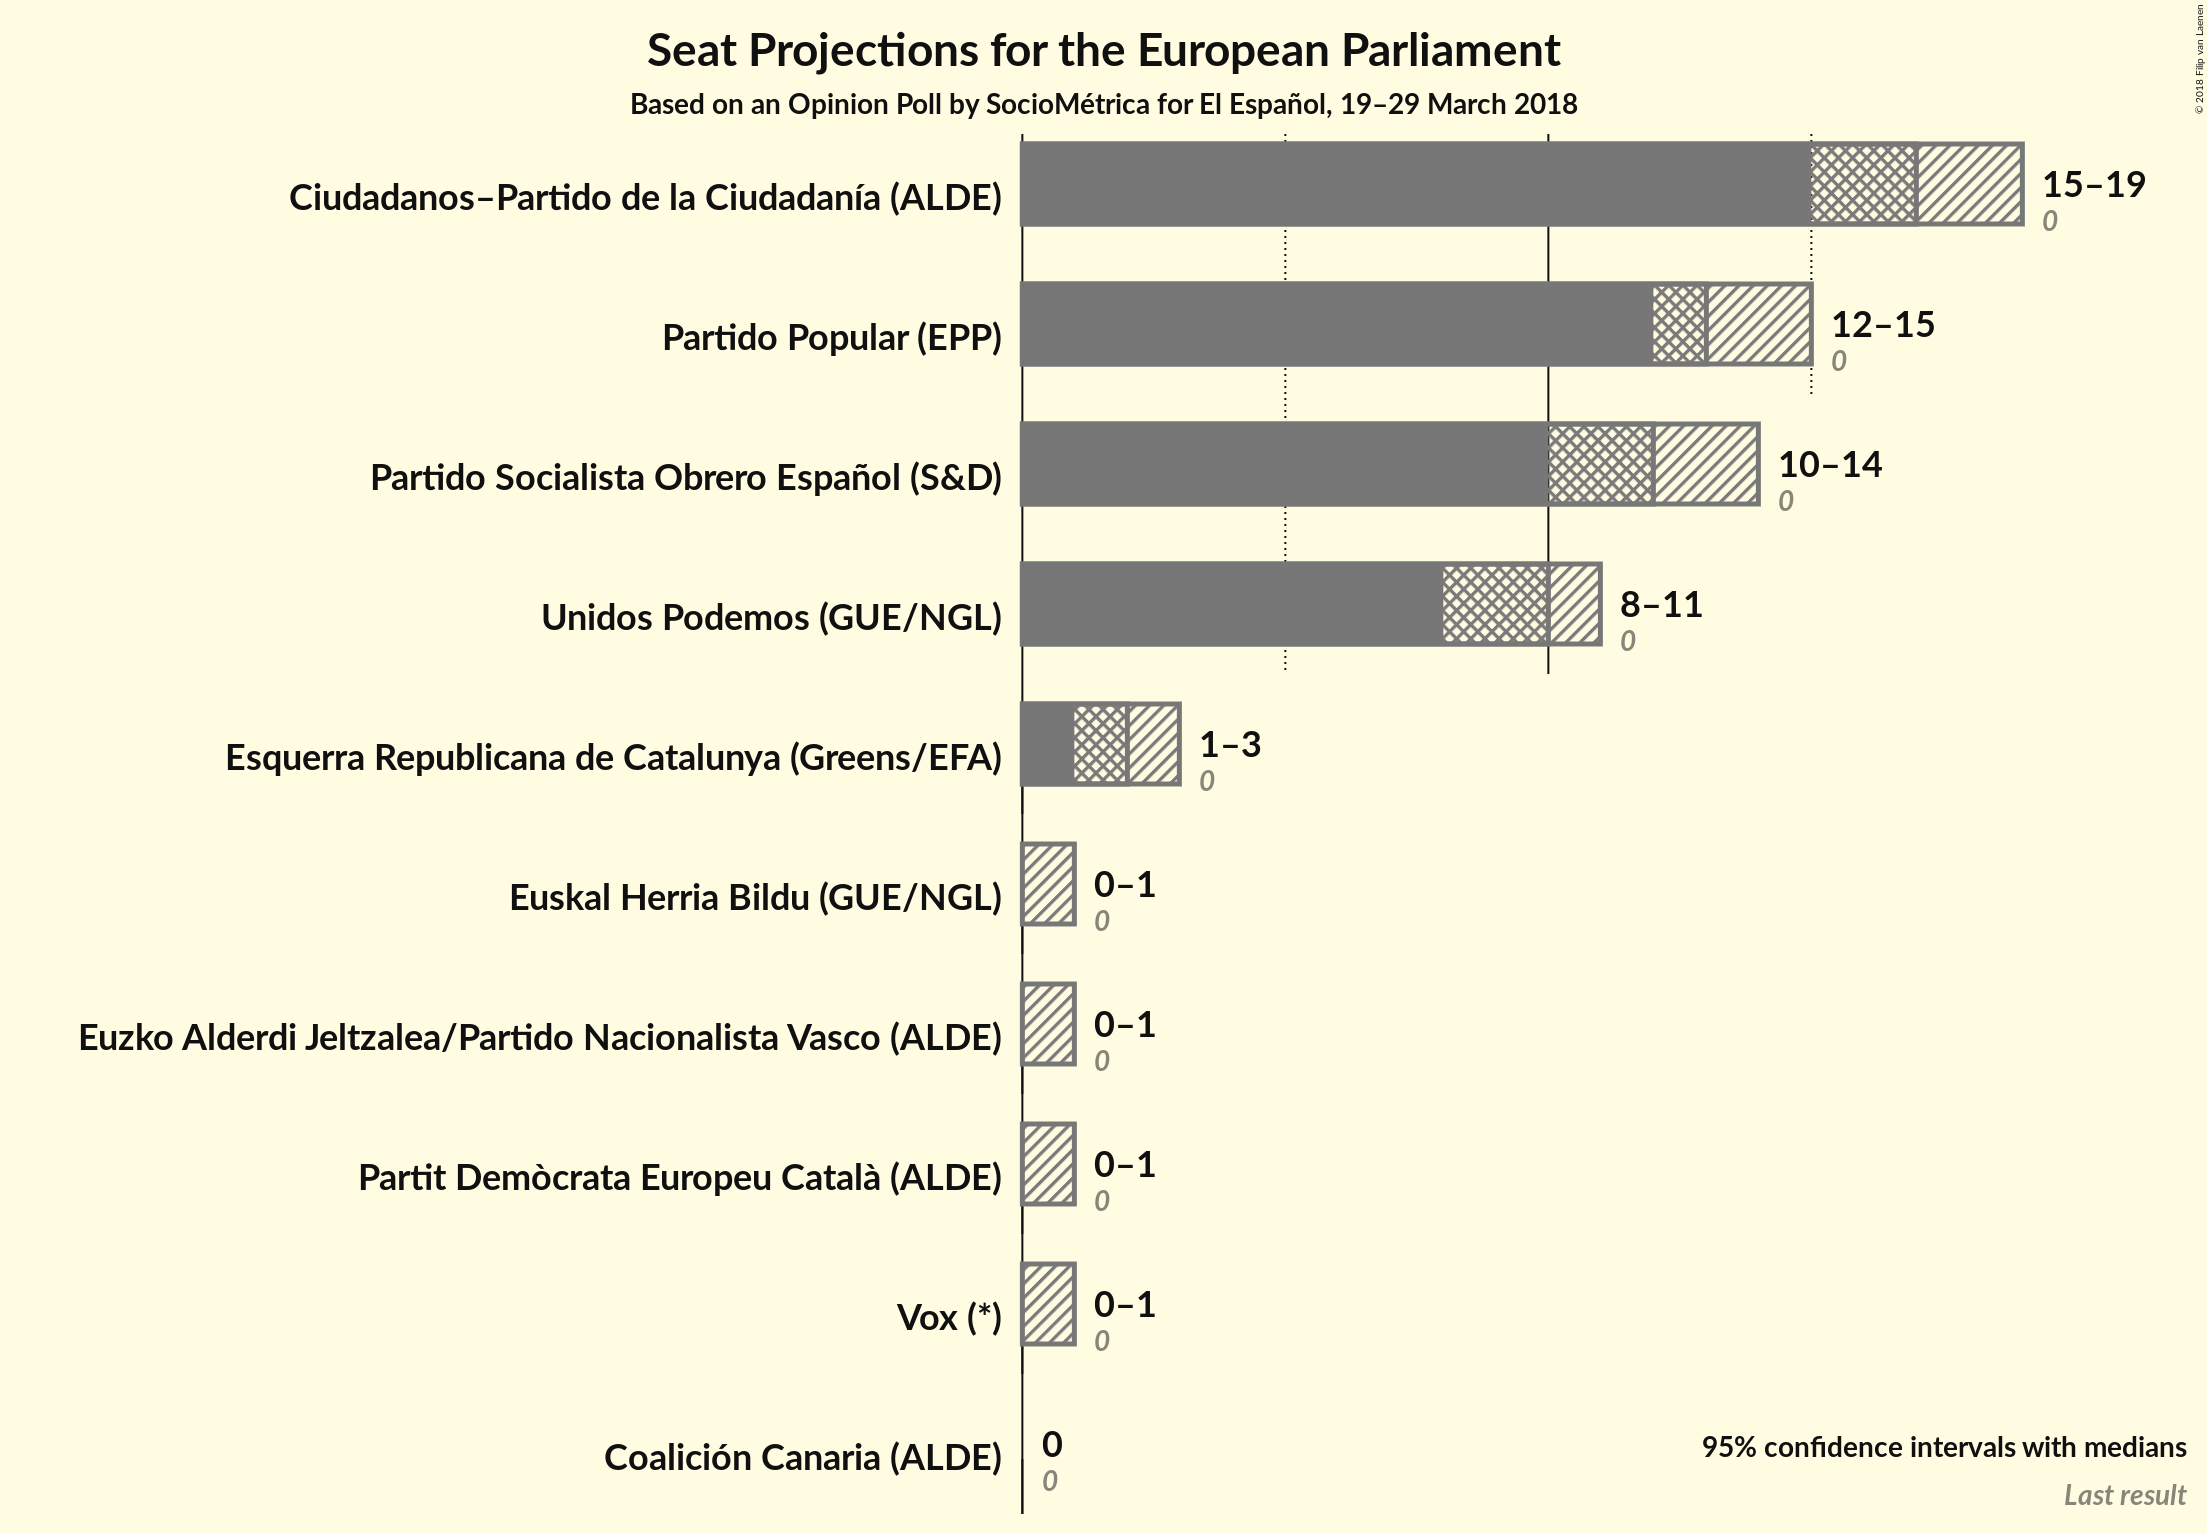 Seat Projections for the European Parliament
Based on an Opinion Poll by SocioMétrica for El Español, 19–29 March 2018
© 2018 Filip van Laenen
Ciudadanos–Partido de la Ciudadanía (ALDE)
15–19
0
Partido Popular (EPP)
12–15
0
Partido Socialista Obrero Español (S&D)
10–14
0
Unidos Podemos (GUE/NGL)
8–11
0
Esquerra Republicana de Catalunya (Greens/EFA)
1–3
0
Euskal Herria Bildu (GUE/NGL)
0–1
0
Euzko Alderdi Jeltzalea/Partido Nacionalista Vasco (ALDE)
0–1
0
Partit Demòcrata Europeu Català (ALDE)
0–1
0
Vox (*)
0–1
0
Coalición Canaria (ALDE)
0
0
95% confidence intervals with medians
Last result